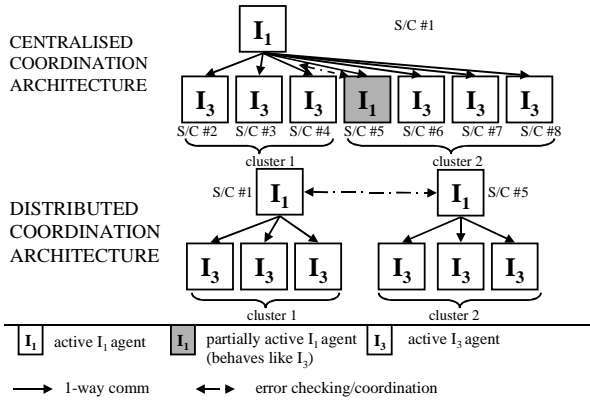 CENTRALISED
COORDINATION
ARCHITECTURE
I₁
S/C #1
I₃ I₃ I₃ I₁ I₃ I₃ I₃
S/C #2 S/C #3 S/C #4 S/C #5 S/C #6 S/C #7 S/C #8
cluster 1 cluster 2
DISTRIBUTED
COORDINATION
ARCHITECTURE
S/C #1 I₁ I₁ S/C #5
I₃ I₃ I₃ I₃ I₃ I₃
cluster 1 cluster 2
I₁ active I₁ agent
I₁ partially active I₁ agent
(behaves like I₃)
I₃ active I₃ agent
1-way comm
error checking/coordination